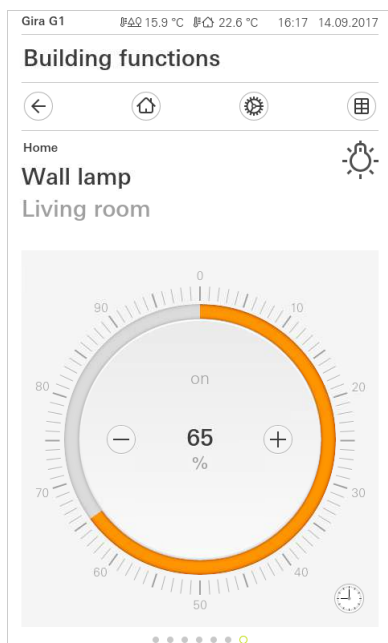 Gira G1 15.9 °C 22.6 °C 16:17 14.09.2017
Building functions
Home
Wall lamp
Living room
0
90 10
on
80 20
65
%
70 30
60 40
50